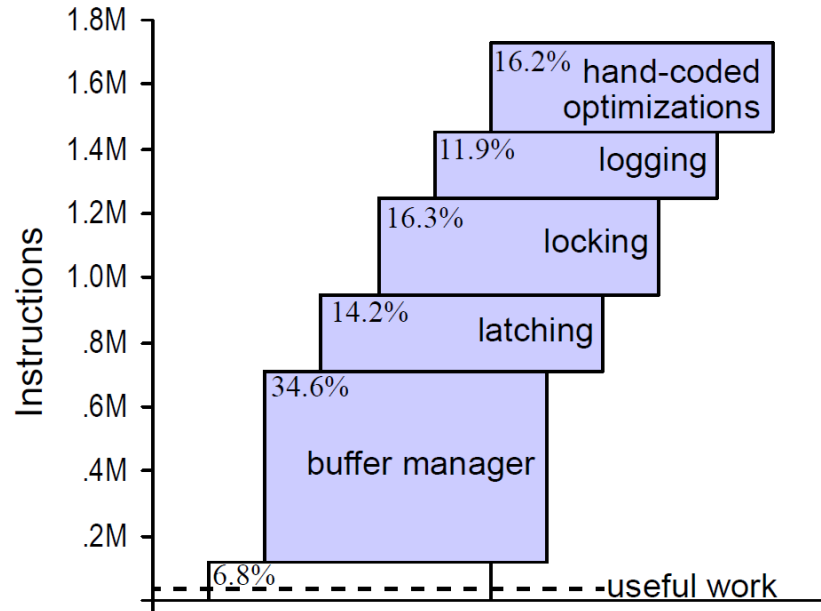 1.8M
16.2% hand-coded
optimizations
1.6M
1.4M
11.9% logging
1.2M
16.3% locking
1.0M
14.2% latching
.8M
34.6%
.6M
buffer manager
.4M
.2M
6.8%
useful work
Instructions